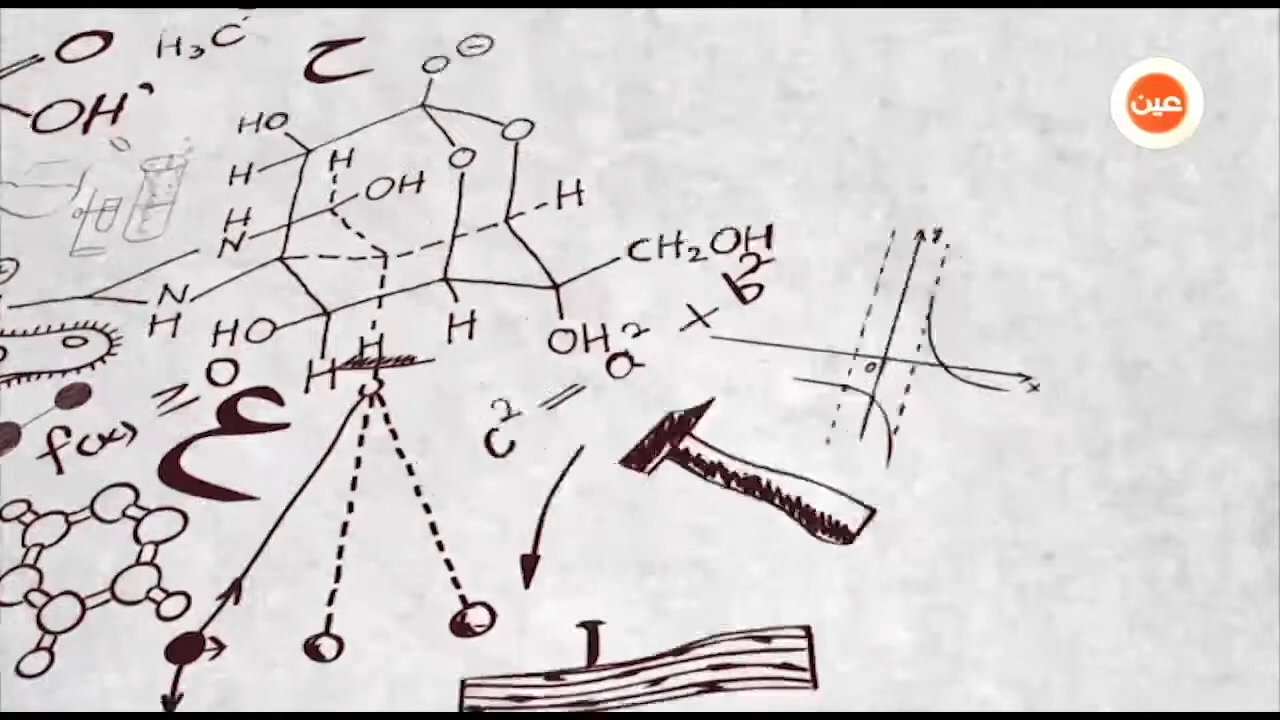 O
H₃C
ح
O⊖
عين
OH
HO
O
H
H
O
OH
H
H
N
CH₂OH
y
N
H
HO
H
OH
a² × b²
H
H
O
x
c² =
f(x) =
ع